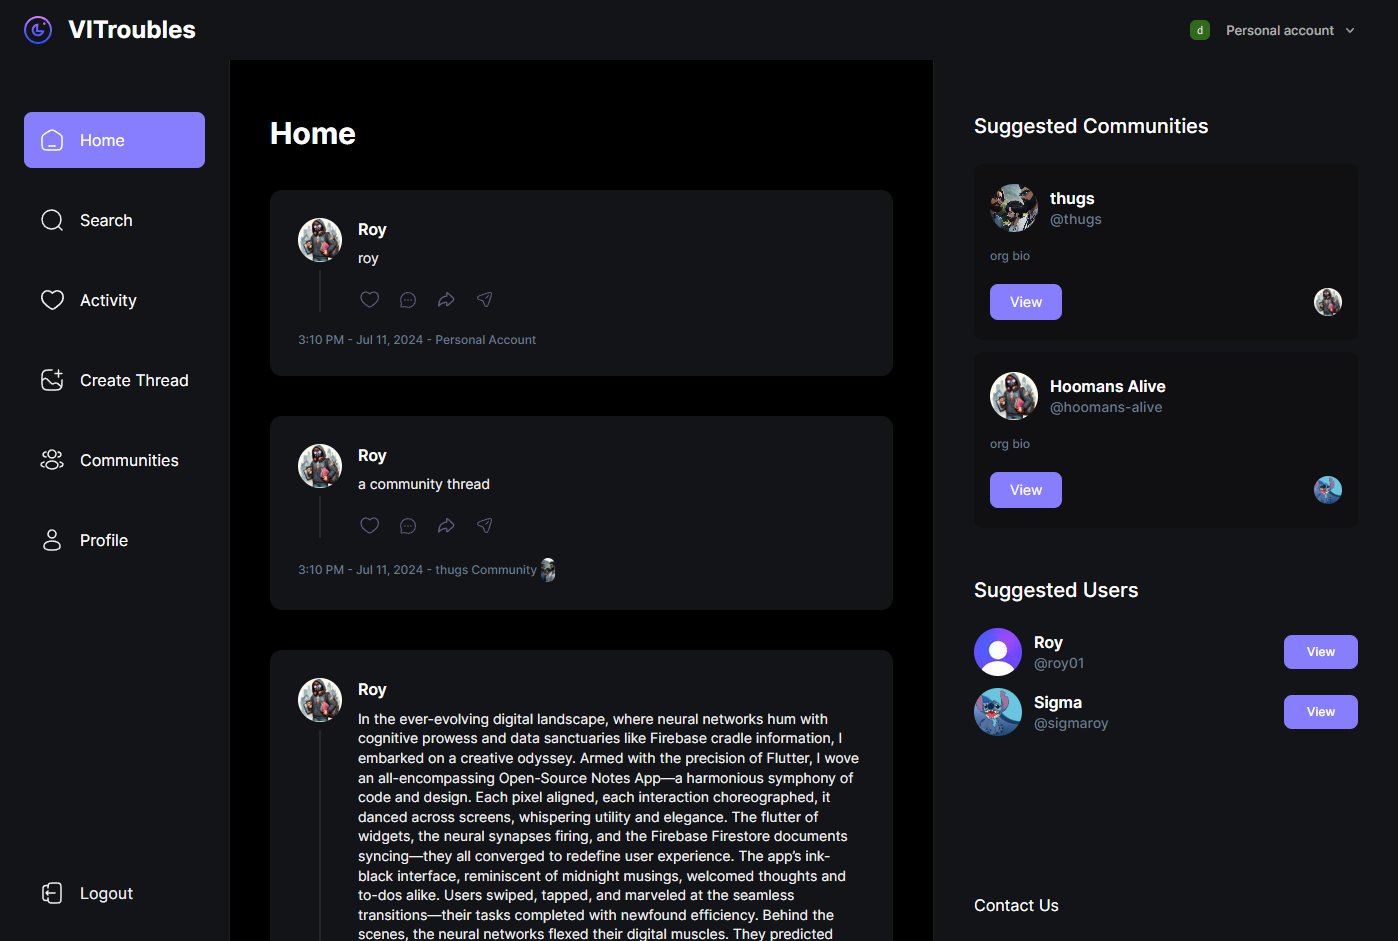 VITroubles
d
Personal account
Home
Search
Activity
Create Thread
Communities
Profile
Logout
Home
Roy
roy
3:10 PM - Jul 11, 2024 - Personal Account
Roy
a community thread
3:10 PM - Jul 11, 2024 - thugs Community
Roy
In the ever-evolving digital landscape, where neural networks hum with
cognitive prowess and data sanctuaries like Firebase cradle information, I
embarked on a creative odyssey. Armed with the precision of Flutter, I wove
an all-encompassing Open-Source Notes App—a harmonious symphony of
code and design. Each pixel aligned, each interaction choreographed, it
danced across screens, whispering utility and elegance. The flutter of
widgets, the neural synapses firing, and the Firebase Firestore documents
syncing—they all converged to redefine user experience. The app’s ink-
black interface, reminiscent of midnight musings, welcomed thoughts and
to-dos alike. Users swiped, tapped, and marveled at the seamless
transitions—their tasks completed with newfound efficiency. Behind the
scenes, the neural networks flexed their digital muscles. They predicted
Suggested Communities
thugs
@thugs
org bio
View
Hoomans Alive
@hoomans-alive
org bio
View
Suggested Users
Roy
@roy01
View
Sigma
@sigmaroy
View
Contact Us